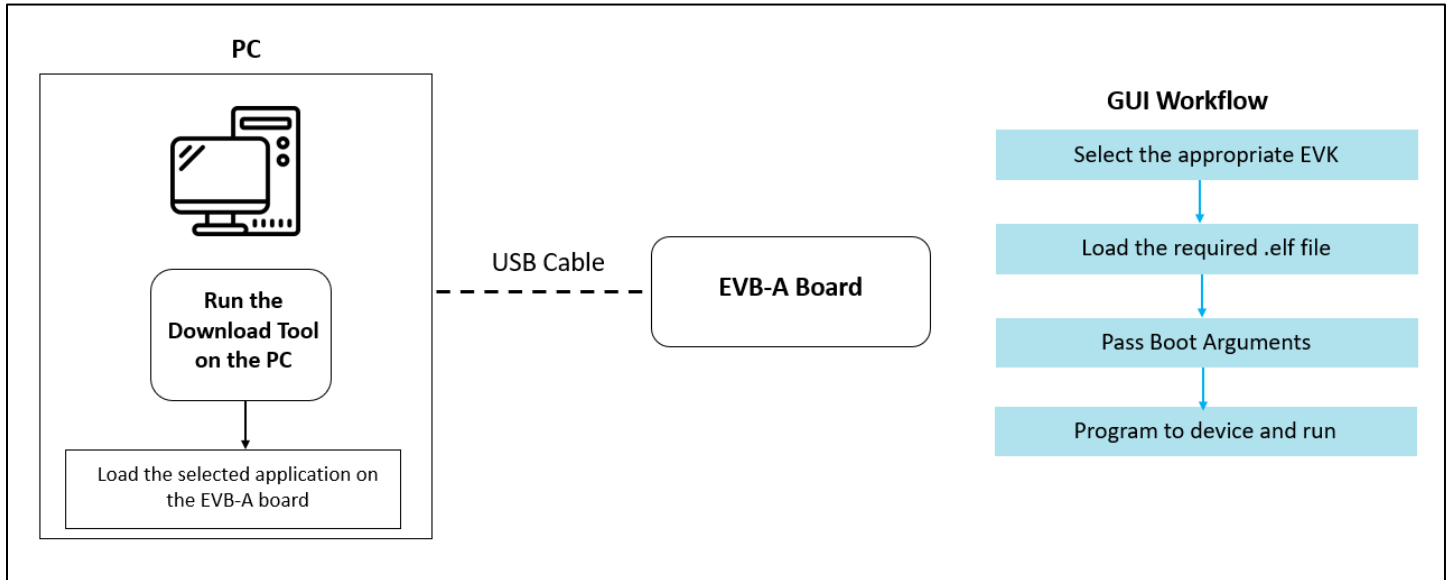 PC
Run the
Download Tool
on the PC
Load the selected application on
the EVB-A board
USB Cable
EVB-A Board
GUI Workflow
Select the appropriate EVK
Load the required .elf file
Pass Boot Arguments
Program to device and run